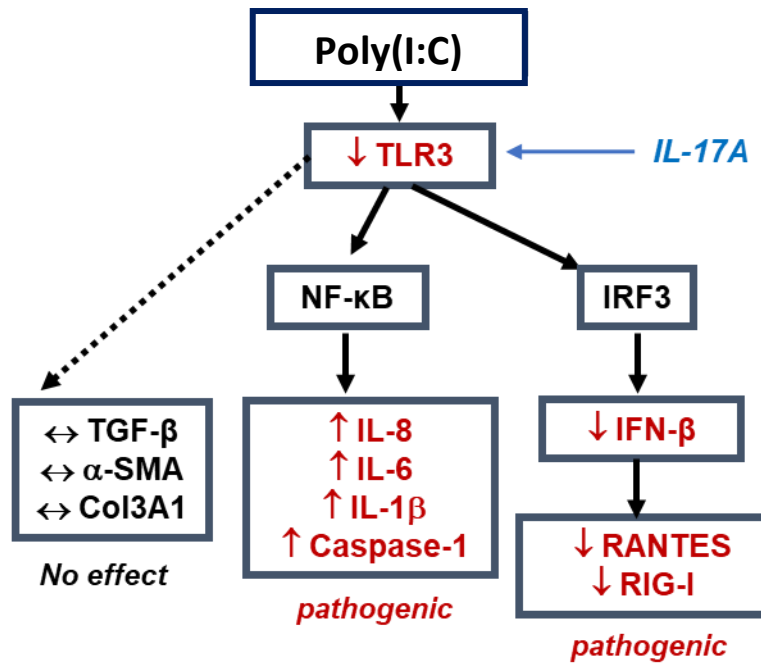 Poly(I:C)
↓ TLR3
IL-17A
NF-κB
IRF3
↔ TGF-β
↔ α-SMA
↔ Col3A1
No effect
↑ IL-8
↑ IL-6
↑ IL-1β
↑ Caspase-1
pathogenic
↓ IFN-β
↓ RANTES
↓ RIG-I
pathogenic